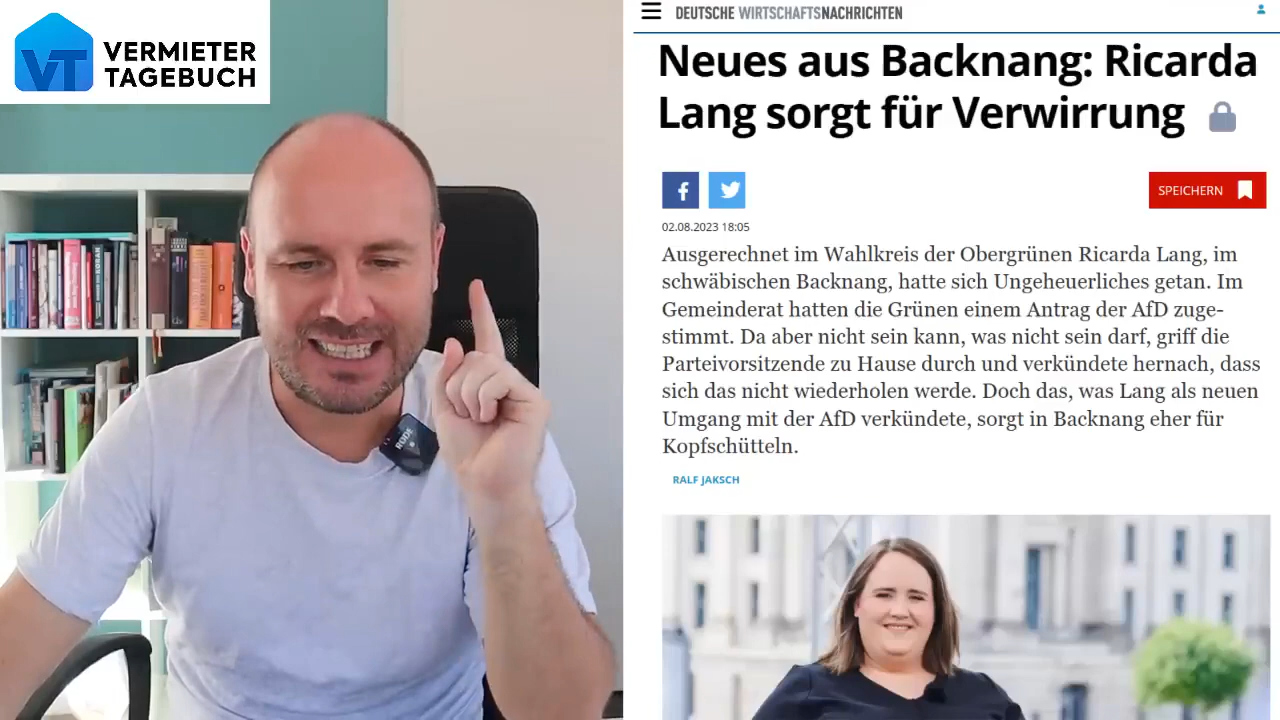 VT VERMIETER
TAGEBUCH
RØDE
DEUTSCHE WIRTSCHAFTSNACHRICHTEN
Neues aus Backnang: Ricarda
Lang sorgt für Verwirrung
SPEICHERN
02.08.2023 18:05
Ausgerechnet im Wahlkreis der Obergrünen Ricarda Lang, im
schwäbischen Backnang, hatte sich Ungeheuerliches getan. Im
Gemeinderat hatten die Grünen einem Antrag der AfD zuge-
stimmt. Da aber nicht sein kann, was nicht sein darf, griff die
Parteivorsitzende zu Hause durch und verkündete hernach, dass
sich das nicht wiederholen werde. Doch das, was Lang als neuen
Umgang mit der AfD verkündete, sorgt in Backnang eher für
Kopfschütteln.
RALF JAKSCH